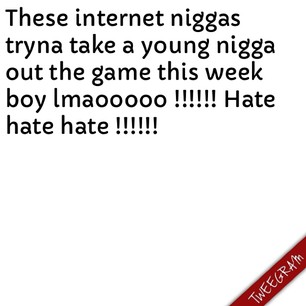 These internet niggas
tryna take a young nigga
out the game this week
boy lmaooooo !!!!!! Hate
hate hate !!!!!!
TWEEGRAM